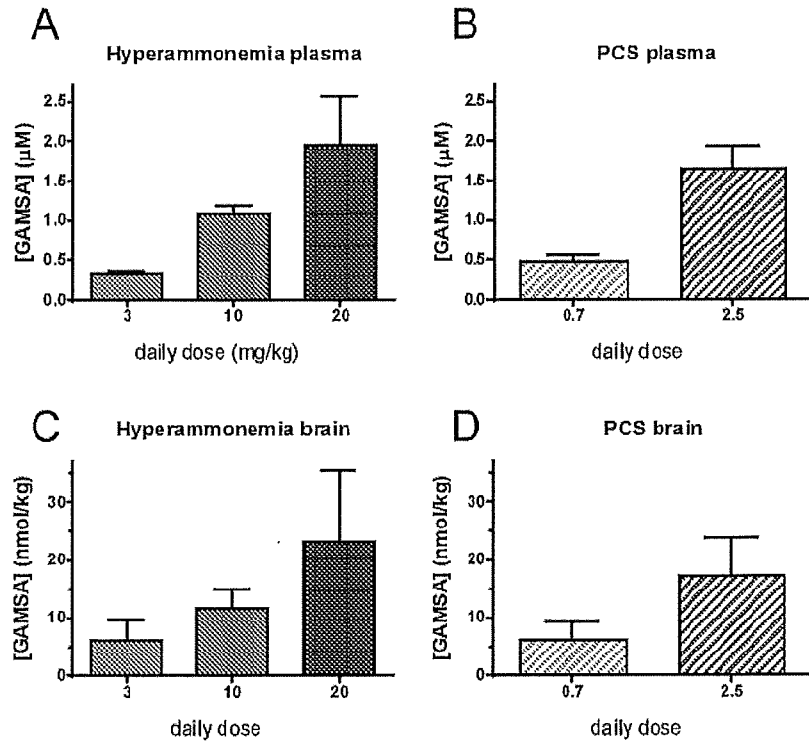 A
Hyperammonemia plasma
[GAMSA] (µM)
2.5
2.0
1.5
1.0
0.5
0.0
3 10 20
daily dose (mg/kg)
B
PCS plasma
[GAMSA] (µM)
2.5
2.0
1.5
1.0
0.5
0.0
0.7 2.5
daily dose
C
Hyperammonemia brain
[GAMSA] (nmol/kg)
30
20
10
0
3 10 20
daily dose
D
PCS brain
[GAMSA] (nmol/kg)
30
20
10
0
0.7 2.5
daily dose